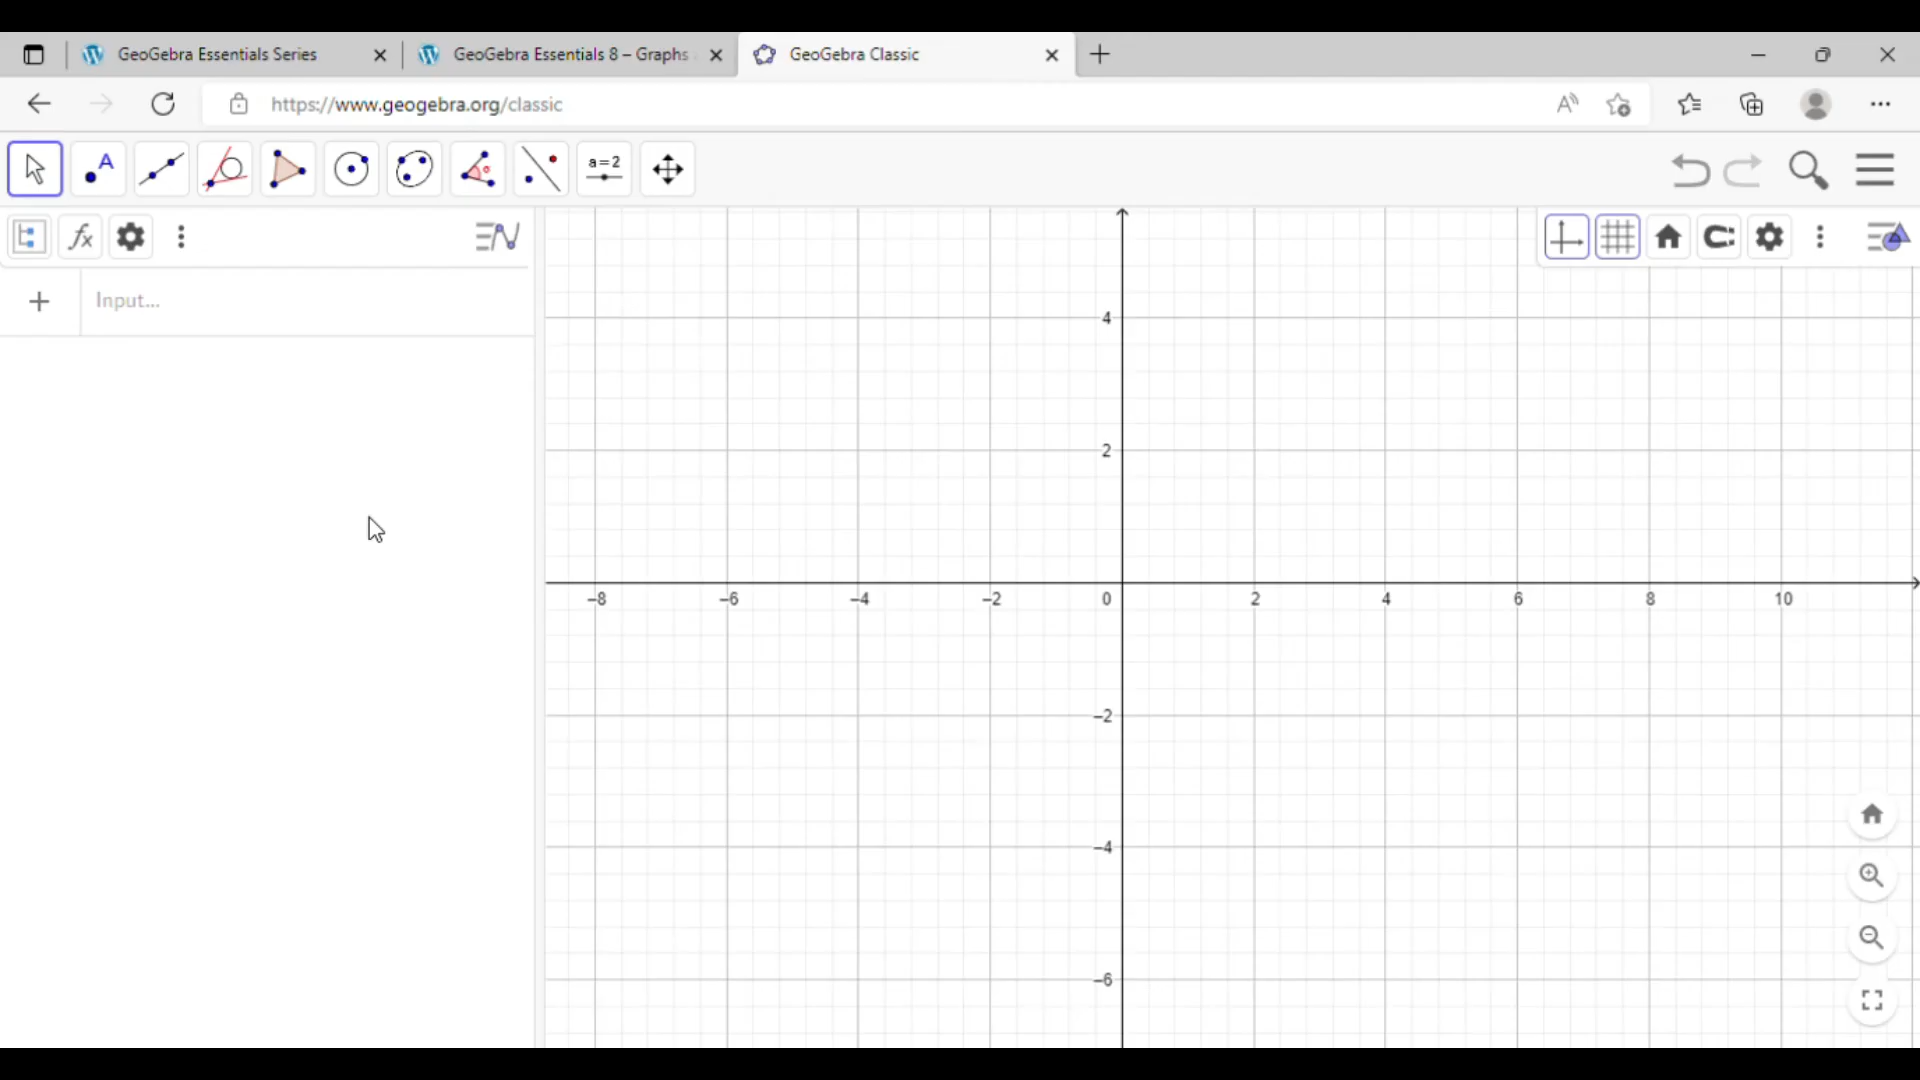 GeoGebra Essentials Series
GeoGebra Essentials 8 – Graphs
GeoGebra Classic
https://www.geogebra.org/classic
A
a=2
fx
Input...
4
2
−8 −6 −4 −2 0 2 4 6 8 10
−2
−4
−6